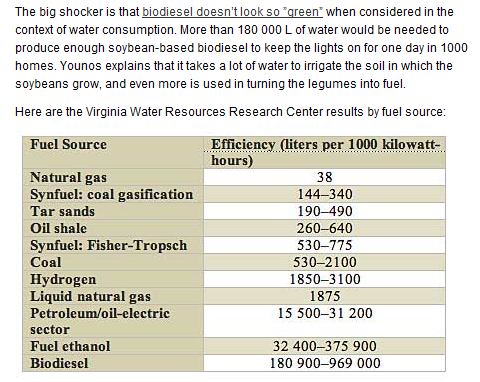 The big shocker is that biodiesel doesn't look so "green" when considered in the
context of water consumption. More than 180 000 L of water would be needed to
produce enough soybean-based biodiesel to keep the lights on for one day in 1000
homes. Younos explains that it takes a lot of water to irrigate the soil in which the
soybeans grow, and even more is used in turning the legumes into fuel.
Here are the Virginia Water Resources Research Center results by fuel source:
Fuel Source Efficiency (liters per 1000 kilowatt-
hours)
Natural gas 38
Synfuel: coal gasification 144–340
Tar sands 190–490
Oil shale 260–640
Synfuel: Fisher-Tropsch 530–775
Coal 530–2100
Hydrogen 1850–3100
Liquid natural gas 1875
Petroleum/oil-electric 15 500–31 200
sector
Fuel ethanol 32 400–375 900
Biodiesel 180 900–969 000